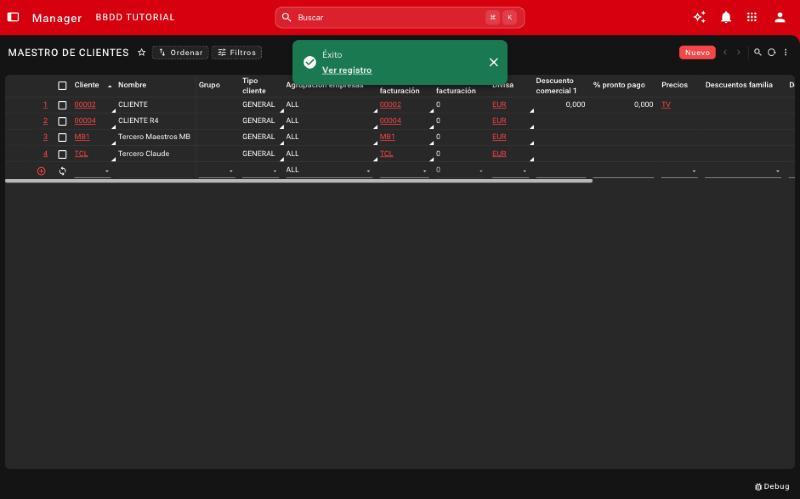 Manager BBDD TUTORIAL Buscar ⌘ K
MAESTRO DE CLIENTES Ordenar Filtros Nuevo
Éxito
Ver registro
Cliente Nombre Grupo Tipo cliente Agrupación empresas facturación facturación Divisa Descuento comercial 1 % pronto pago Precios Descuentos familia
1 00002 CLIENTE GENERAL ALL 00002 0 EUR 0,000 0,000 TV
2 00004 CLIENTE R4 GENERAL ALL 00004 0 EUR
3 MB1 Tercero Maestros MB GENERAL ALL MB1 0 EUR
4 TCL Tercero Claude GENERAL ALL TCL 0 EUR
ALL 0
Debug